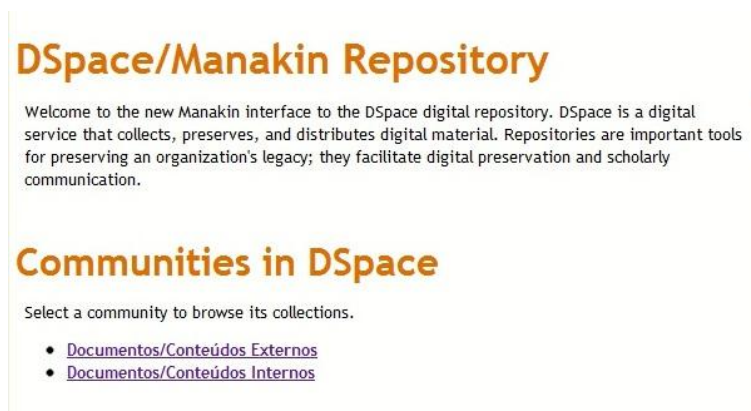 DSpace/Manakin Repository
Welcome to the new Manakin interface to the DSpace digital repository. DSpace is a digital
service that collects, preserves, and distributes digital material. Repositories are important tools
for preserving an organization's legacy; they facilitate digital preservation and scholarly
communication.
Communities in DSpace
Select a community to browse its collections.
Documentos/Conteúdos Externos
Documentos/Conteúdos Internos